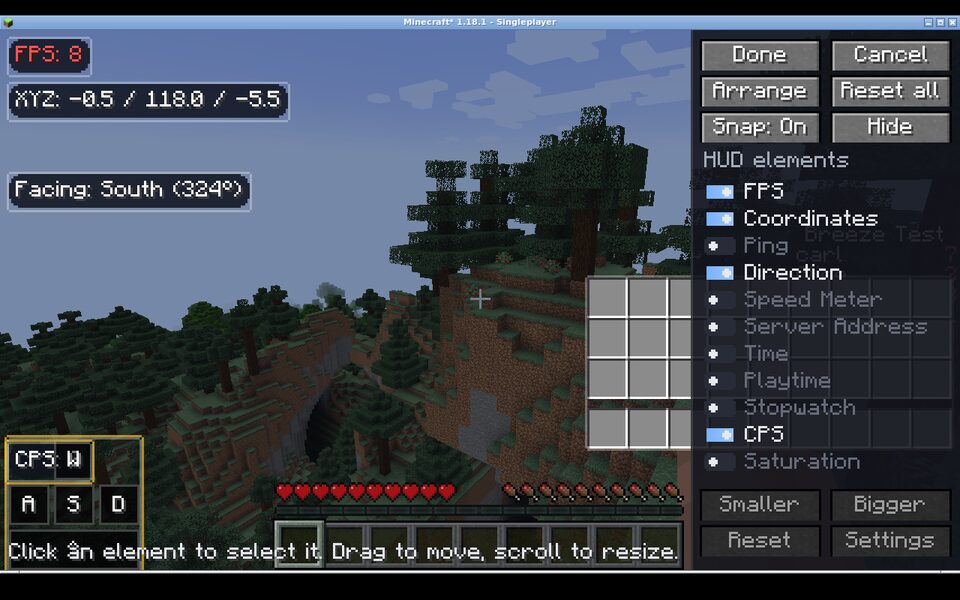 Minecraft* 1.18.1 - Singleplayer
FPS: 8
XYZ: -0.5 / 118.0 / -5.5
Facing: South (324°)
Done
Cancel
Arrange
Reset all
Snap: On
Hide
HUD elements
FPS
Coordinates
Ping
Breeze Test
carl
Direction
Speed Meter
Server Address
Time
Playtime
Stopwatch
CPS
Saturation
Smaller
Bigger
Reset
Settings
CPS: W
A S D
Click an element to select it. Drag to move, scroll to resize.